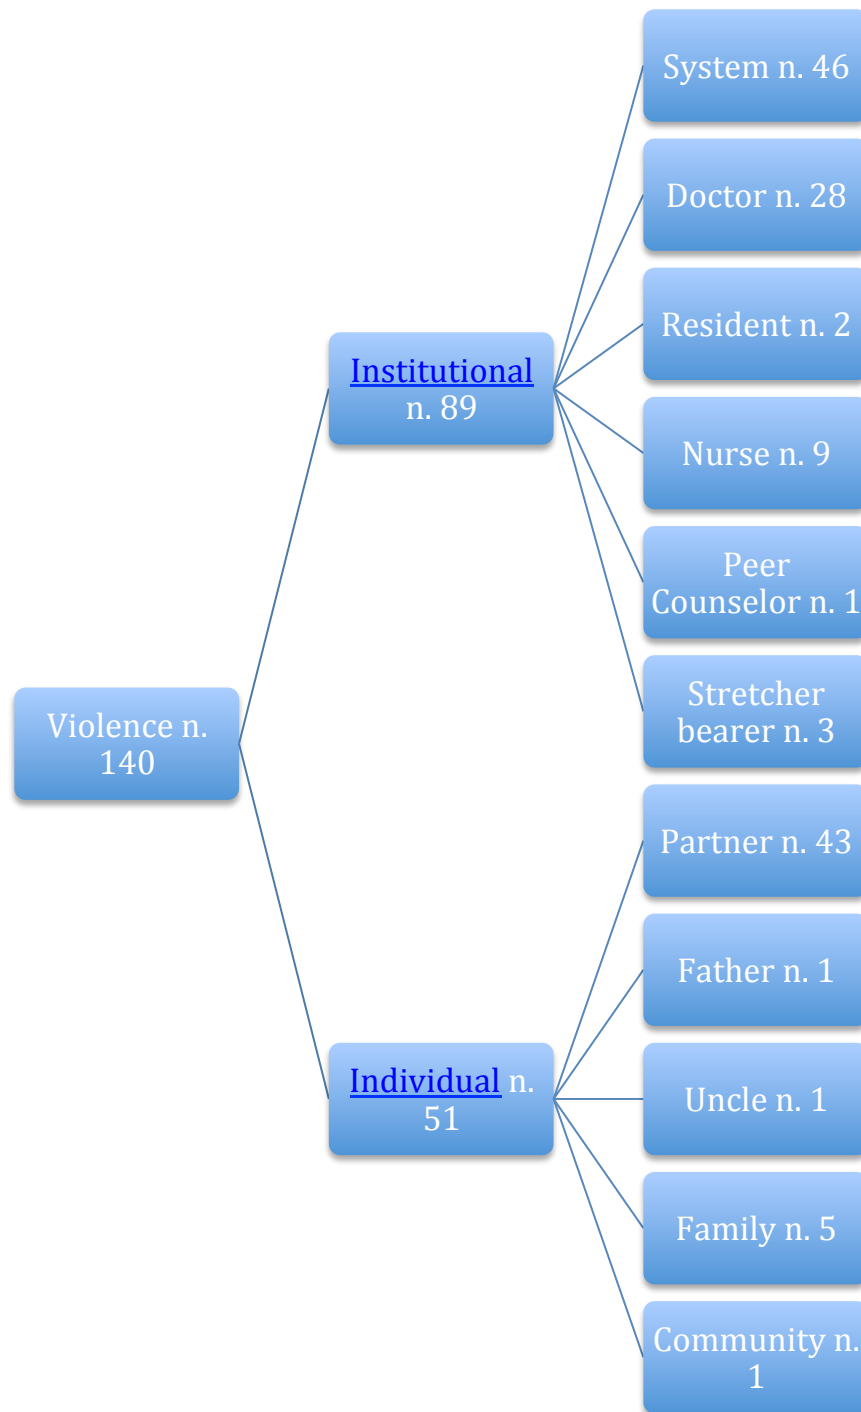 System n. 46
Doctor n. 28
Resident n. 2
Institutional
n. 89
Nurse n. 9
Peer
Counselor n. 1
Stretcher
bearer n. 3
Violence n.
140
Partner n. 43
Father n. 1
Individual n.
51
Uncle n. 1
Family n. 5
Community n.
1